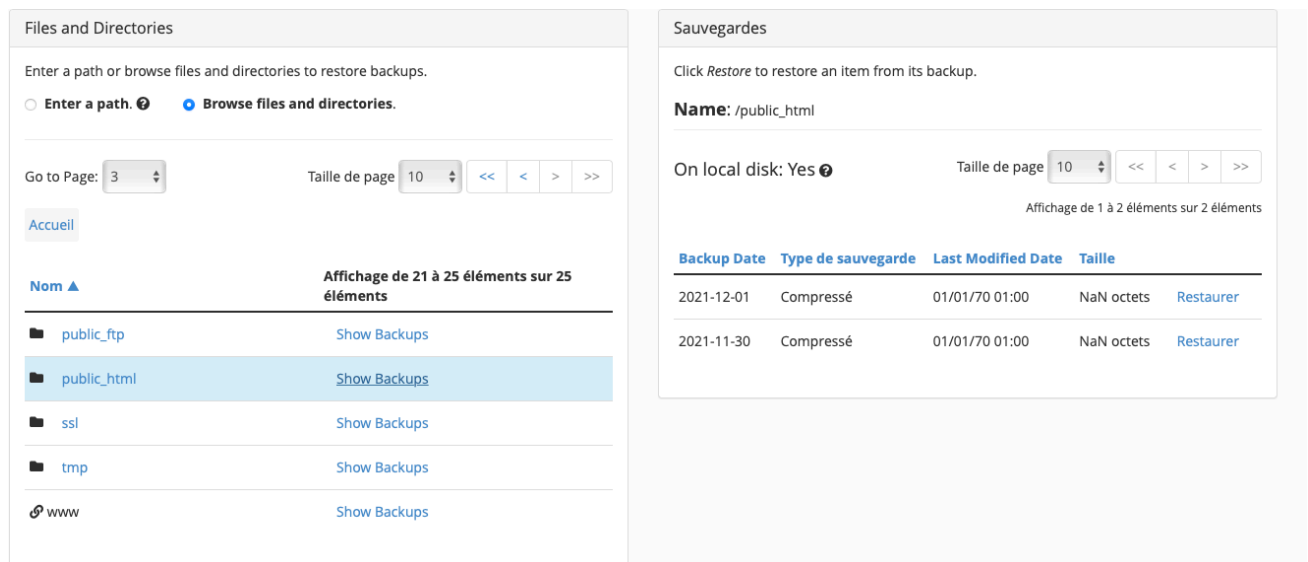 Files and Directories
Enter a path or browse files and directories to restore backups.
Enter a path. Browse files and directories.
Go to Page: 3 Taille de page 10 << < > >>
Accueil
Nom ▲ Affichage de 21 à 25 éléments sur 25
éléments
public_ftp Show Backups
public_html Show Backups
ssl Show Backups
tmp Show Backups
www Show Backups
Sauvegardes
Click Restore to restore an item from its backup.
Name: /public_html
On local disk: Yes Taille de page 10 << < > >>
Affichage de 1 à 2 éléments sur 2 éléments
Backup Date Type de sauvegarde Last Modified Date Taille
2021-12-01 Compressé 01/01/70 01:00 NaN octets Restaurer
2021-11-30 Compressé 01/01/70 01:00 NaN octets Restaurer